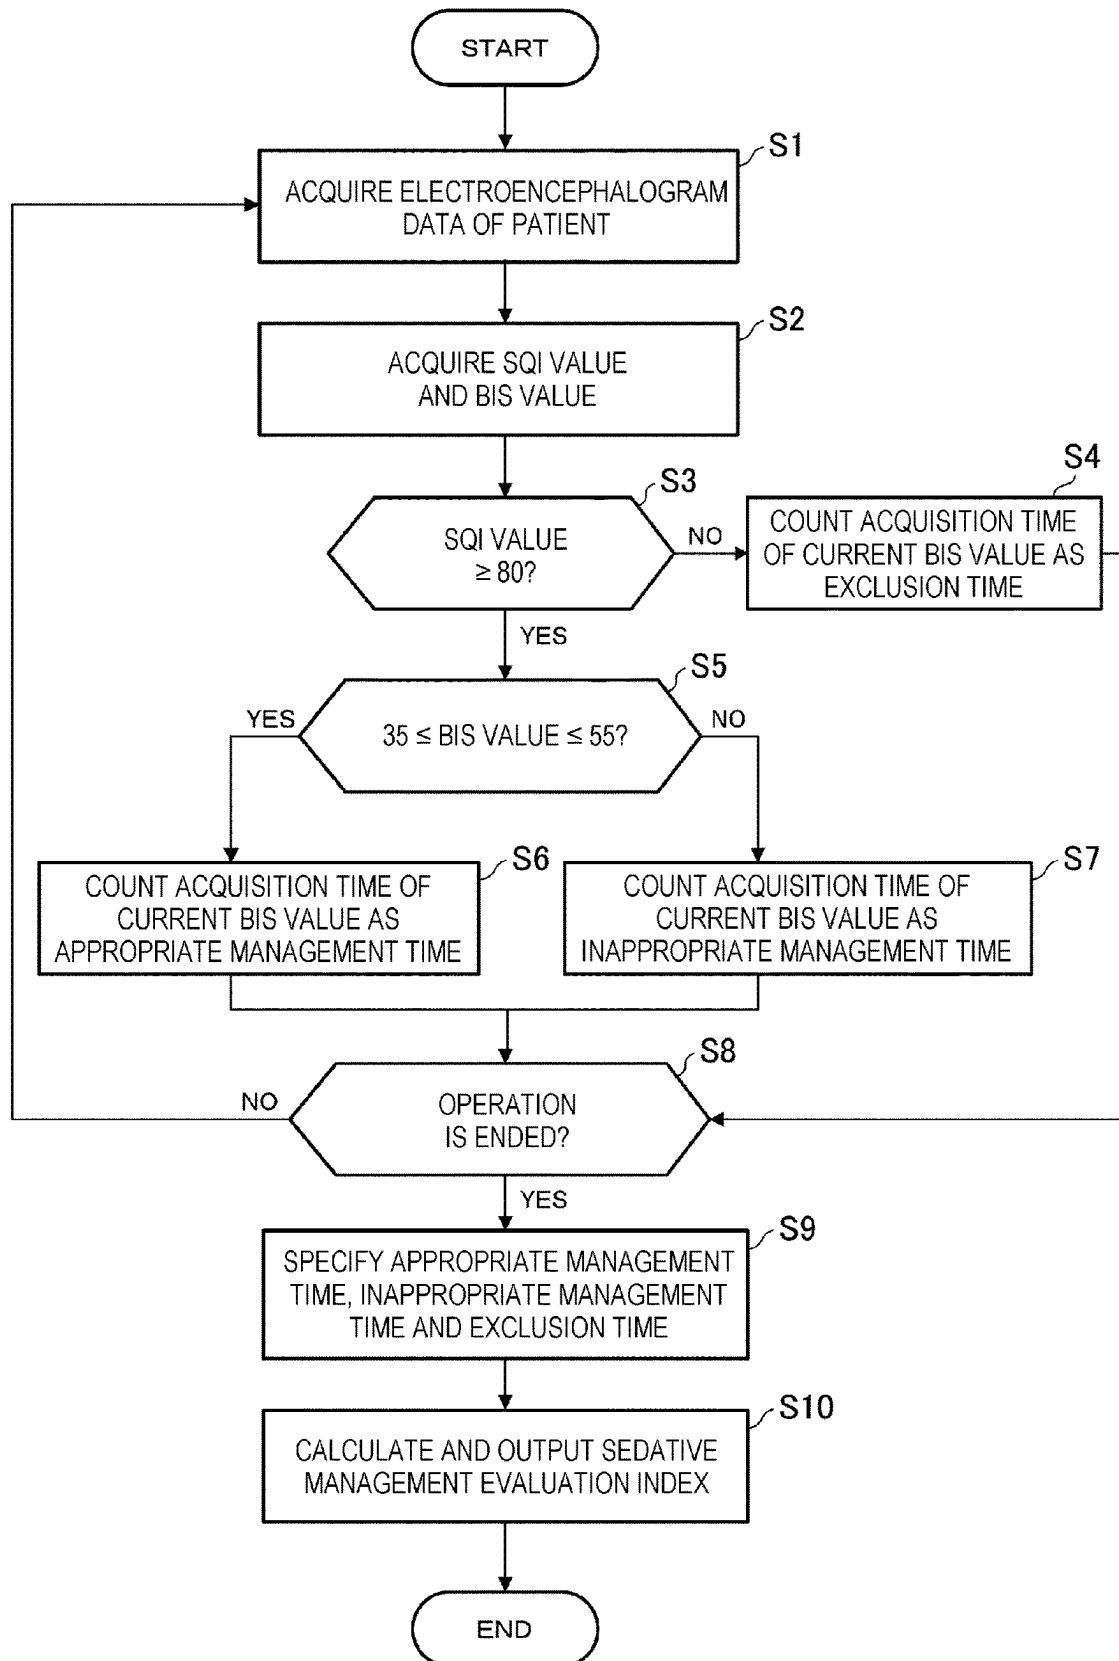 START
S1
ACQUIRE ELECTROENCEPHALOGRAM
DATA OF PATIENT
S2
ACQUIRE SQI VALUE
AND BIS VALUE
S3
SQI VALUE
≥ 80?
NO
S4
COUNT ACQUISITION TIME
OF CURRENT BIS VALUE AS
EXCLUSION TIME
YES
S5
35 ≤ BIS VALUE ≤ 55?
YES
NO
S6
COUNT ACQUISITION TIME OF
CURRENT BIS VALUE AS
APPROPRIATE MANAGEMENT TIME
S7
COUNT ACQUISITION TIME OF
CURRENT BIS VALUE AS
INAPPROPRIATE MANAGEMENT TIME
S8
OPERATION
IS ENDED?
NO
YES
S9
SPECIFY APPROPRIATE MANAGEMENT
TIME, INAPPROPRIATE MANAGEMENT
TIME AND EXCLUSION TIME
S10
CALCULATE AND OUTPUT SEDATIVE
MANAGEMENT EVALUATION INDEX
END